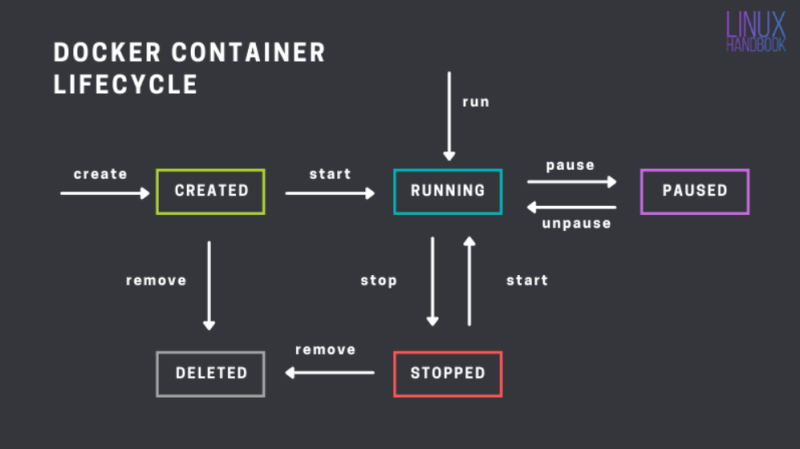 LINUX
HANDBOOK
DOCKER CONTAINER
LIFECYCLE
run
create
CREATED
start
RUNNING
pause
unpause
PAUSED
remove
stop
start
DELETED
remove
STOPPED